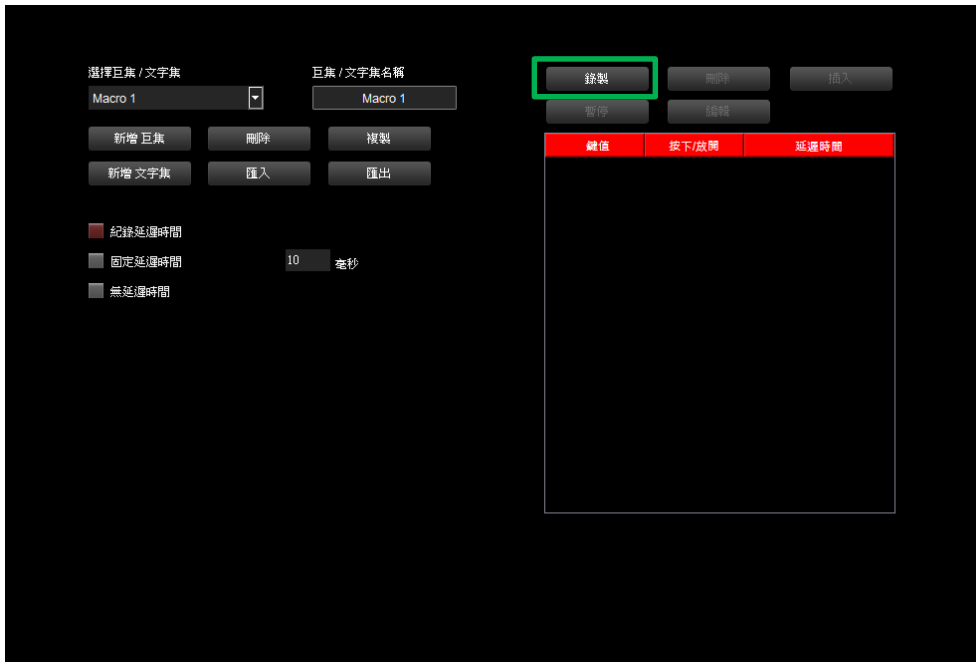 選擇巨集 / 文字集
巨集 / 文字集名稱
Macro 1
Macro 1
新增 巨集
刪除
複製
新增 文字集
匯入
匯出
紀錄延遲時間
固定延遲時間
10
毫秒
無延遲時間
錄製
刪除
插入
暫停
編輯
鍵值
按下/放開
延遲時間